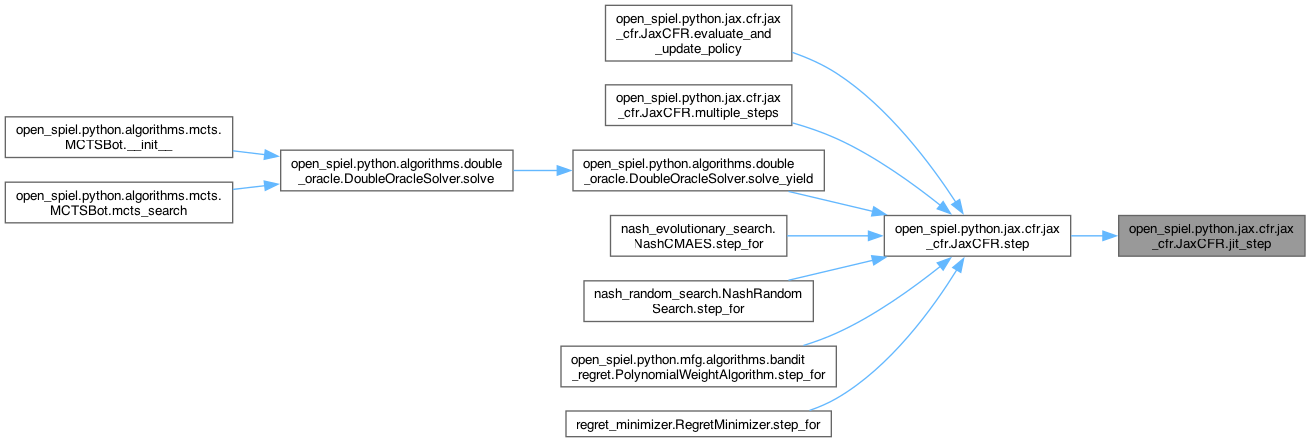 open_spiel.python.jax.cfr.jax
_cfr.JaxCFR.evaluate_and
_update_policy
open_spiel.python.jax.cfr.jax
_cfr.JaxCFR.multiple_steps
open_spiel.python.algorithms.mcts.
MCTSBot.__init__
open_spiel.python.algorithms.mcts.
MCTSBot.mcts_search
open_spiel.python.algorithms.double
_oracle.DoubleOracleSolver.solve
open_spiel.python.algorithms.double
_oracle.DoubleOracleSolver.solve_yield
nash_evolutionary_search.
NashCMAES.step_for
open_spiel.python.jax.cfr.jax
_cfr.JaxCFR.step
open_spiel.python.jax.cfr.jax
_cfr.JaxCFR.jit_step
nash_random_search.NashRandom
Search.step_for
open_spiel.python.mfg.algorithms.bandit
_regret.PolynomialWeightAlgorithm.step_for
regret_minimizer.RegretMinimizer.step_for